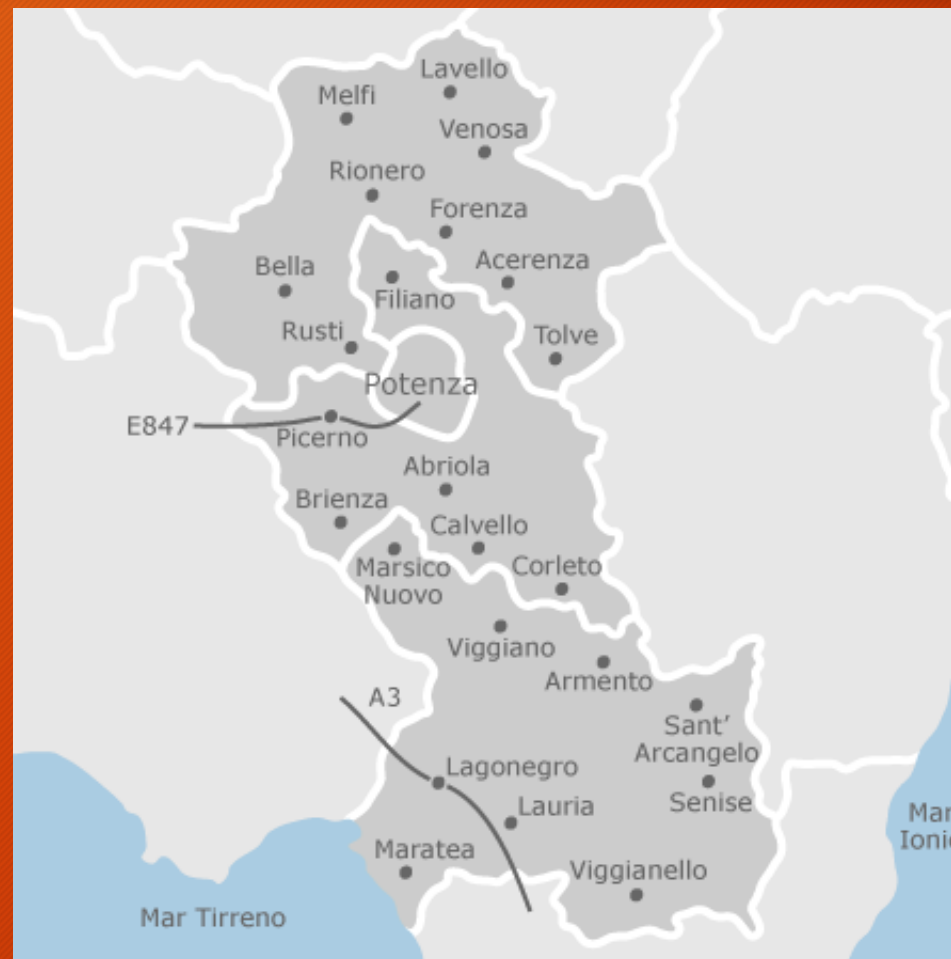 Lavello
Melfi
Venosa
Rionero
Forenza
Acerenza
Bella
Filiano
Rusti
Tolve
Potenza
E847
Picerno
Abriola
Brienza
Calvello
Marsico
Nuovo
Corleto
Viggiano
Armento
A3
Sant’
Arcangelo
Lagonegro
Senise
Lauria
Mar
Maratea
Viggianello
Mar Tirreno